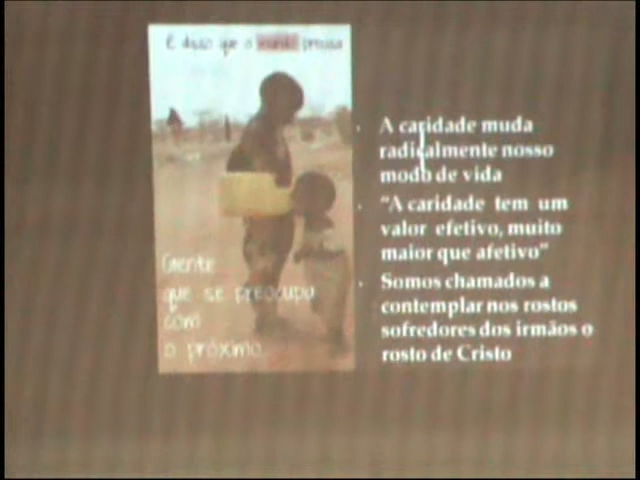 É disso que o mundo precisa
Gente
que se preocupa
com
o próximo
A caridade muda
radicalmente nosso
modo de vida
"A caridade tem um
valor efetivo, muito
maior que afetivo"
Somos chamados a
contemplar nos rostos
sofredores dos irmãos o
rosto de Cristo